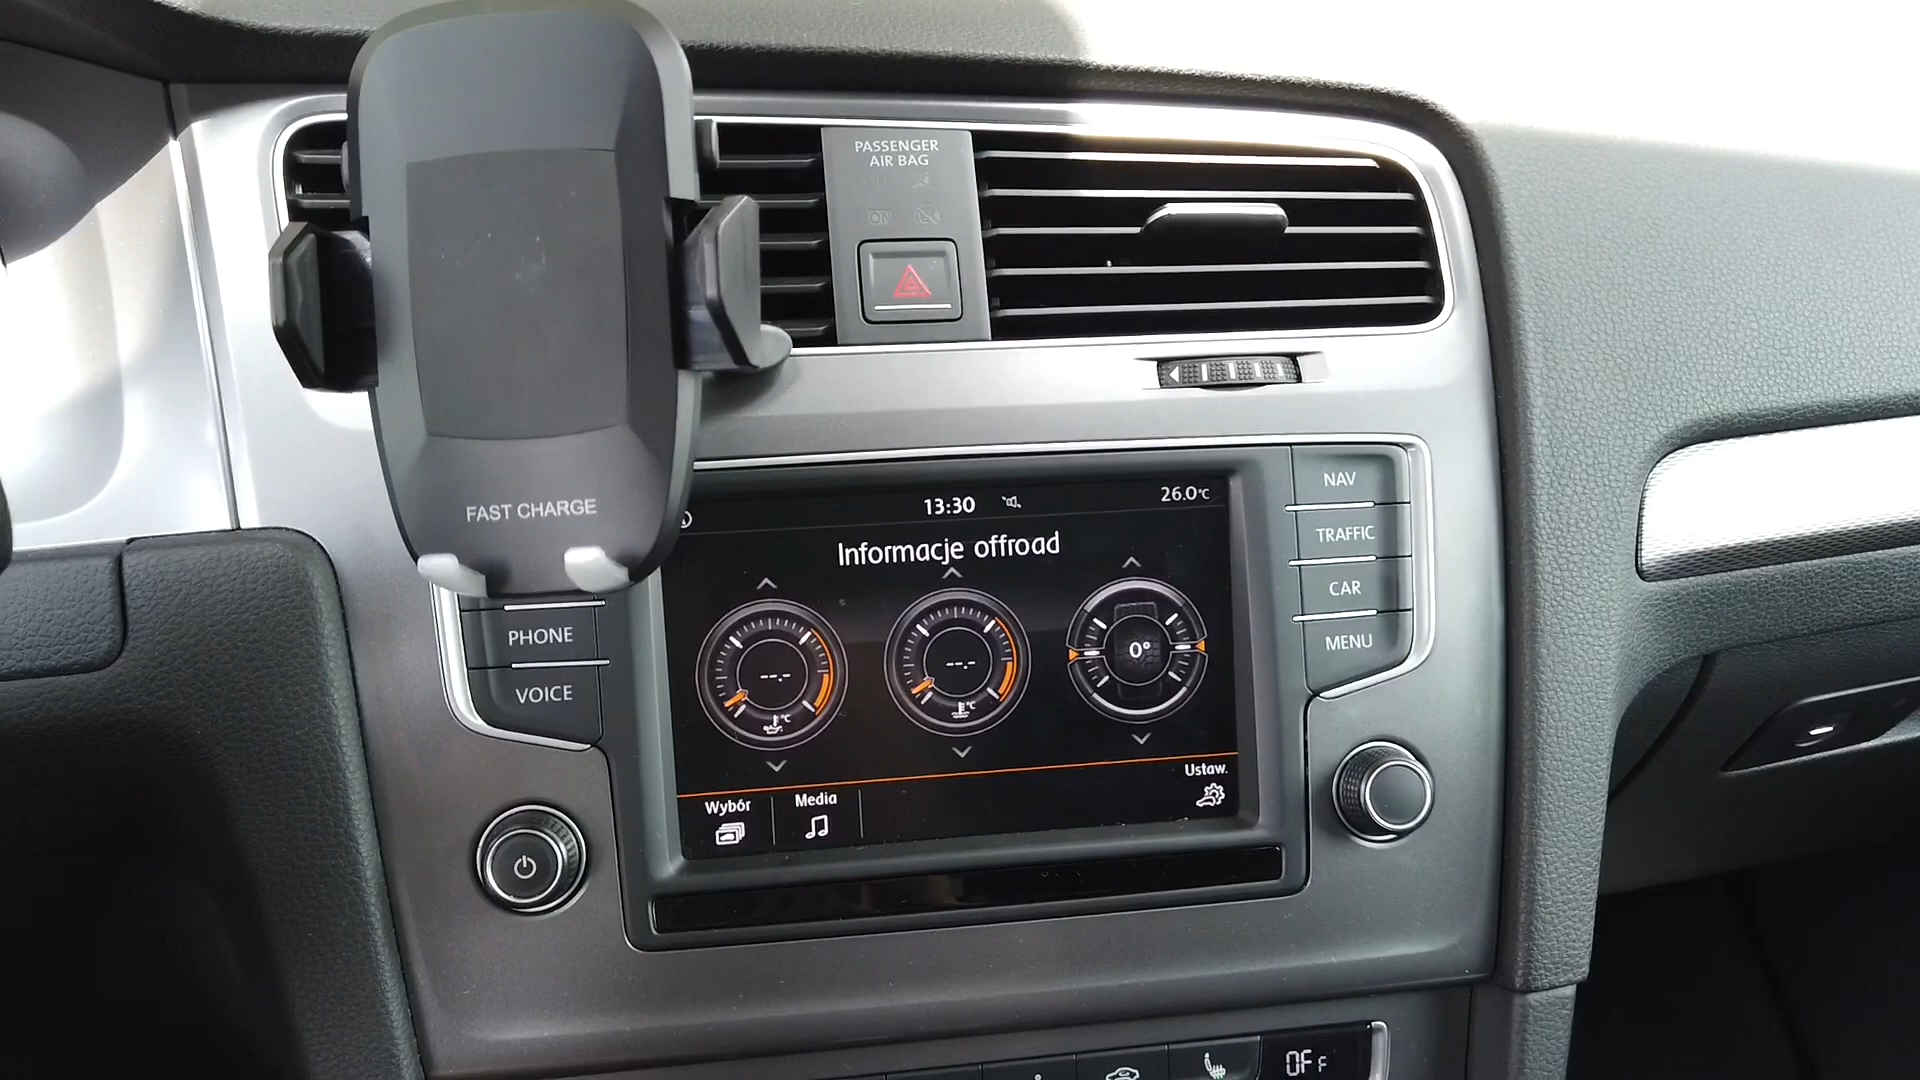 PASSENGER
AIR BAG
ON
FAST CHARGE
13:30
26.0°C
Informacje offroad
--.-
°C
--.-
°C
0°
Wybór
Media
Ustaw.
PHONE
VOICE
NAV
TRAFFIC
CAR
MENU
OFF